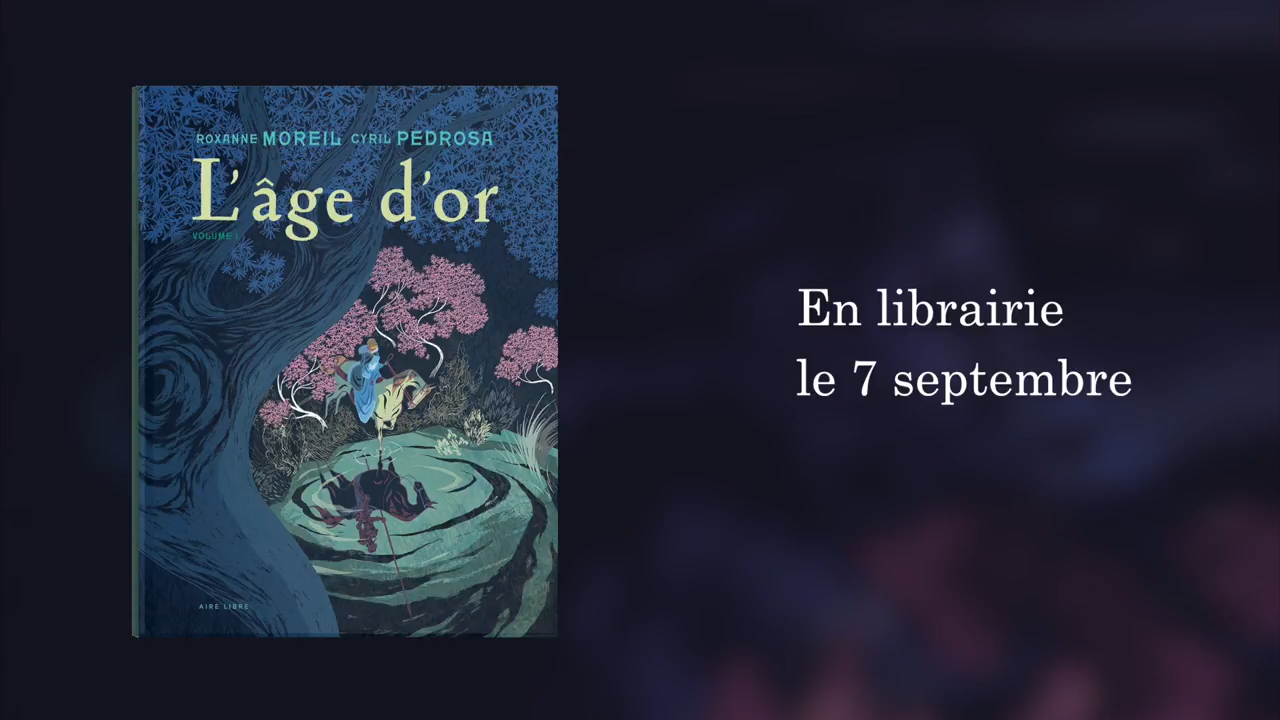 ROXANNE MOREIL CYRIL PEDROSA
L'âge d'or
VOLUME 1
AIRE LIBRE
En librairie
le 7 septembre